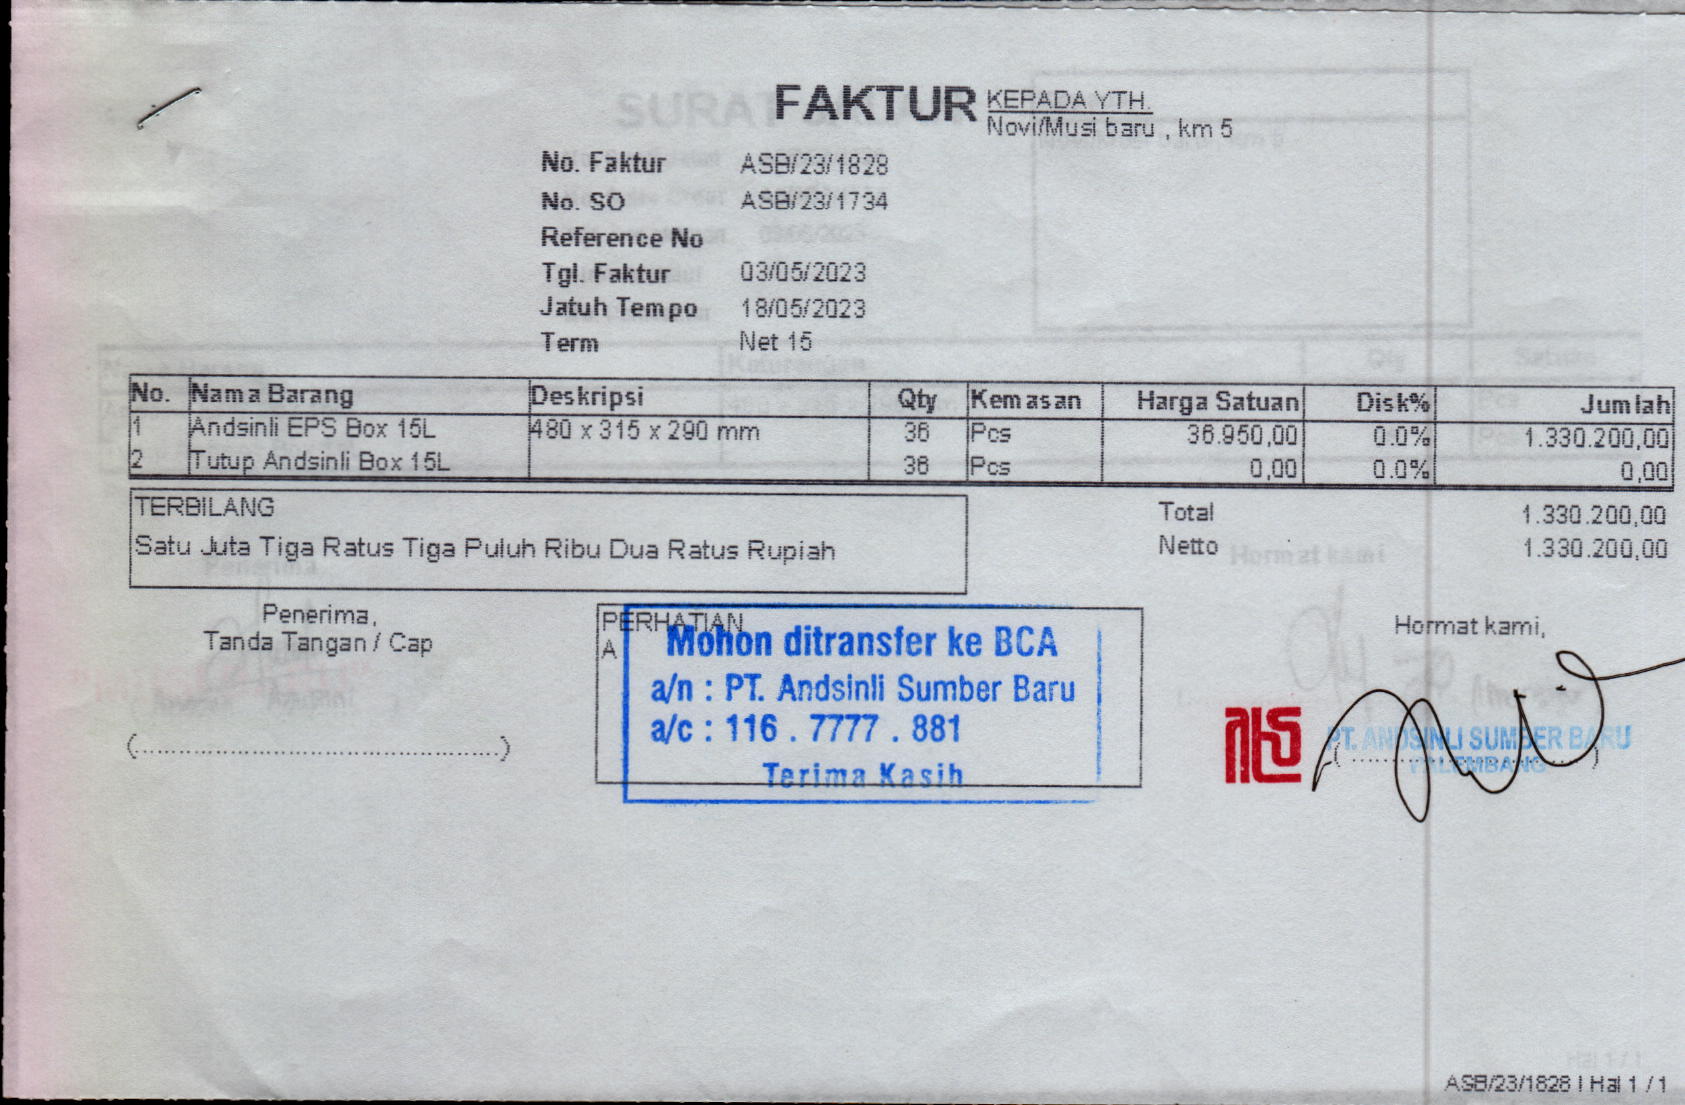 FAKTUR
KEPADA YTH.
Novi/Musi baru , km 5
No. Faktur ASB/23/1828
No. SO ASB/23/1734
Reference No
Tgl. Faktur 03/05/2023
Jatuh Tempo 18/05/2023
Term Net 15
No. Nama Barang Deskripsi Qty Kemasan Harga Satuan Disk% Jumlah
1 Andsinli EPS Box 15L 480 x 315 x 290 mm 36 Pcs 36.950,00 0.0% 1.330.200,00
2 Tutup Andsinli Box 15L 36 Pcs 0,00 0.0% 0,00
TERBILANG
Satu Juta Tiga Ratus Tiga Puluh Ribu Dua Ratus Rupiah
Total 1.330.200,00
Netto 1.330.200,00
Penerima,
Tanda Tangan / Cap
(..............................................)
PERHATIAN
A
Mohon ditransfer ke BCA
a/n : PT. Andsinli Sumber Baru
a/c : 116 . 7777 . 881
Terima Kasih
Hormat kami,
PT. ANDSINLI SUMBER BARU
PALEMBANG
ASB/23/1828 | Hal 1 / 1